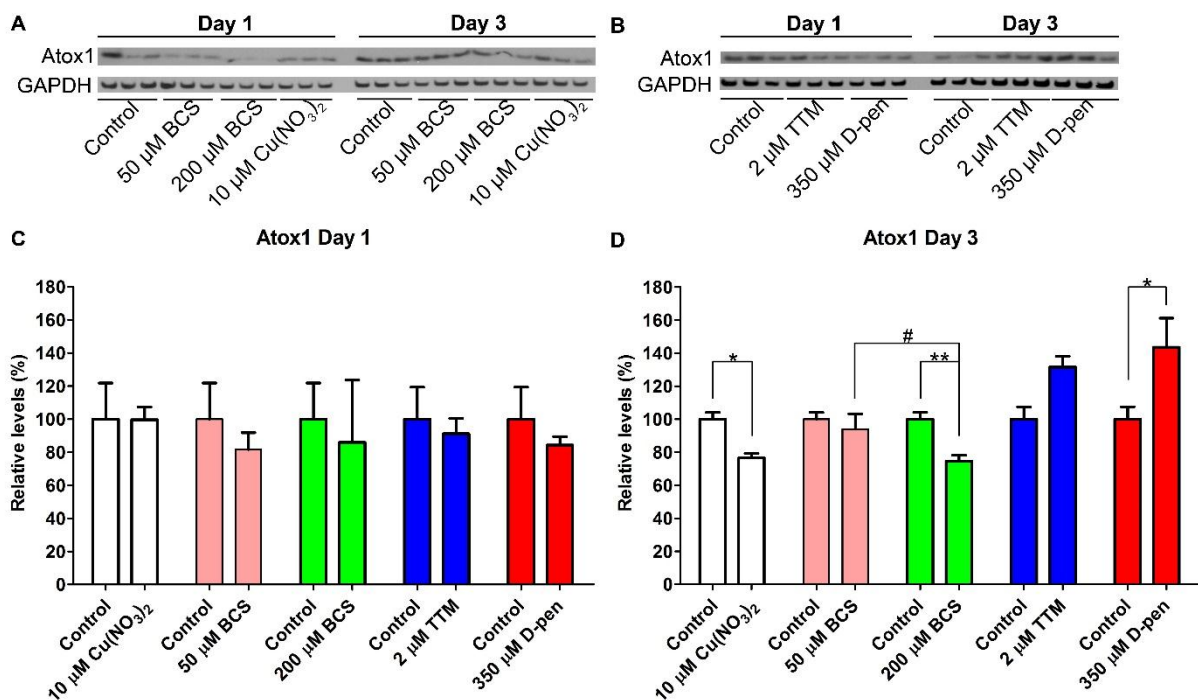 A Day 1 Day 3
Atox1
GAPDH
Control 50 µM BCS 200 µM BCS 10 µM Cu(NO3)2 Control 50 µM BCS 200 µM BCS 10 µM Cu(NO3)2
B Day 1 Day 3
Atox1
GAPDH
Control 2 µM TTM 350 µM D-pen Control 2 µM TTM 350 µM D-pen
C Atox1 Day 1
Relative levels (%)
180
160
140
120
100
80
60
40
20
0
Control 10 µM Cu(NO3)2 Control 50 µM BCS Control 200 µM BCS Control 2 µM TTM Control 350 µM D-pen
D Atox1 Day 3
Relative levels (%)
180
160
140
120
100
80
60
40
20
0
* # ** *
Control 10 µM Cu(NO3)2 Control 50 µM BCS Control 200 µM BCS Control 2 µM TTM Control 350 µM D-pen